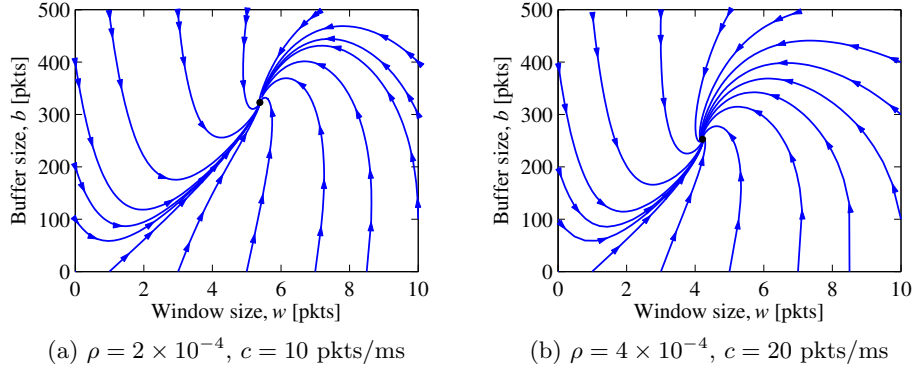 500
400
300
200
100
0
Buffer size, b [pkts]
0 2 4 6 8 10
Window size, w [pkts]
(a) ρ = 2 × 10⁻⁴, c = 10 pkts/ms
500
400
300
200
100
0
Buffer size, b [pkts]
0 2 4 6 8 10
Window size, w [pkts]
(b) ρ = 4 × 10⁻⁴, c = 20 pkts/ms